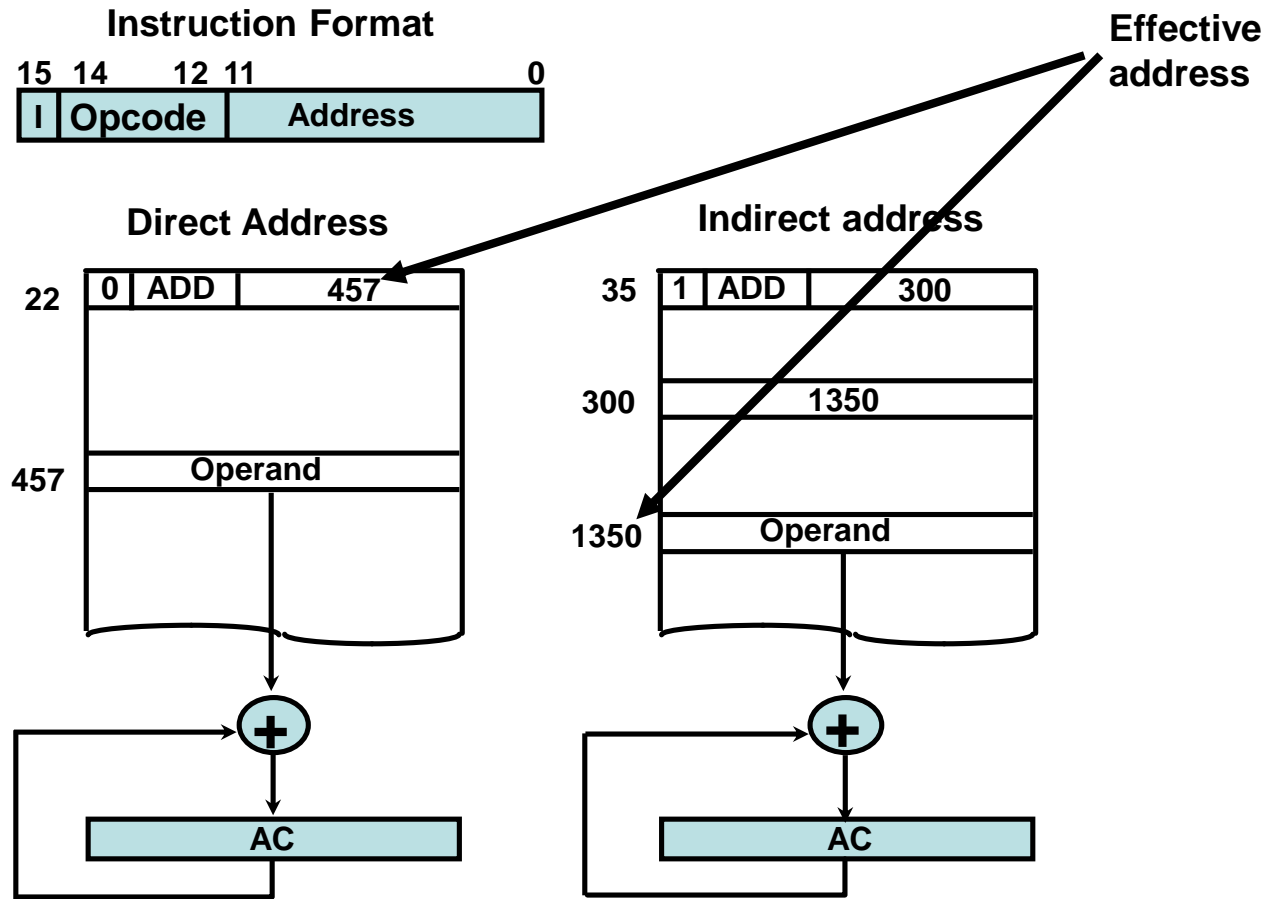 Instruction Format
Effective
address
15 14 12 11 0
I Opcode Address
Direct Address
Indirect address
22 0 ADD 457
35 1 ADD 300
300 1350
457 Operand
1350 Operand
+
+
AC
AC